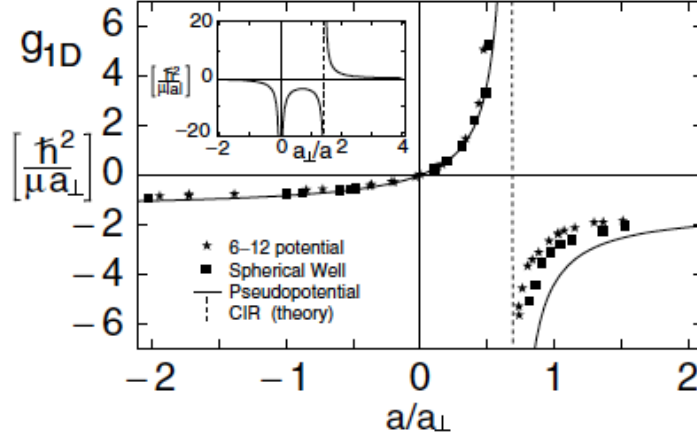 g1D
[ℏ²/μa⊥]
6
4
2
0
−2
−4
−6
−2
−1
0
1
2
a/a⊥
20
0
−20
[ℏ²/μ|a|]
−2
0
a⊥/a
2
4
6−12 potential
Spherical Well
Pseudopotential
CIR (theory)